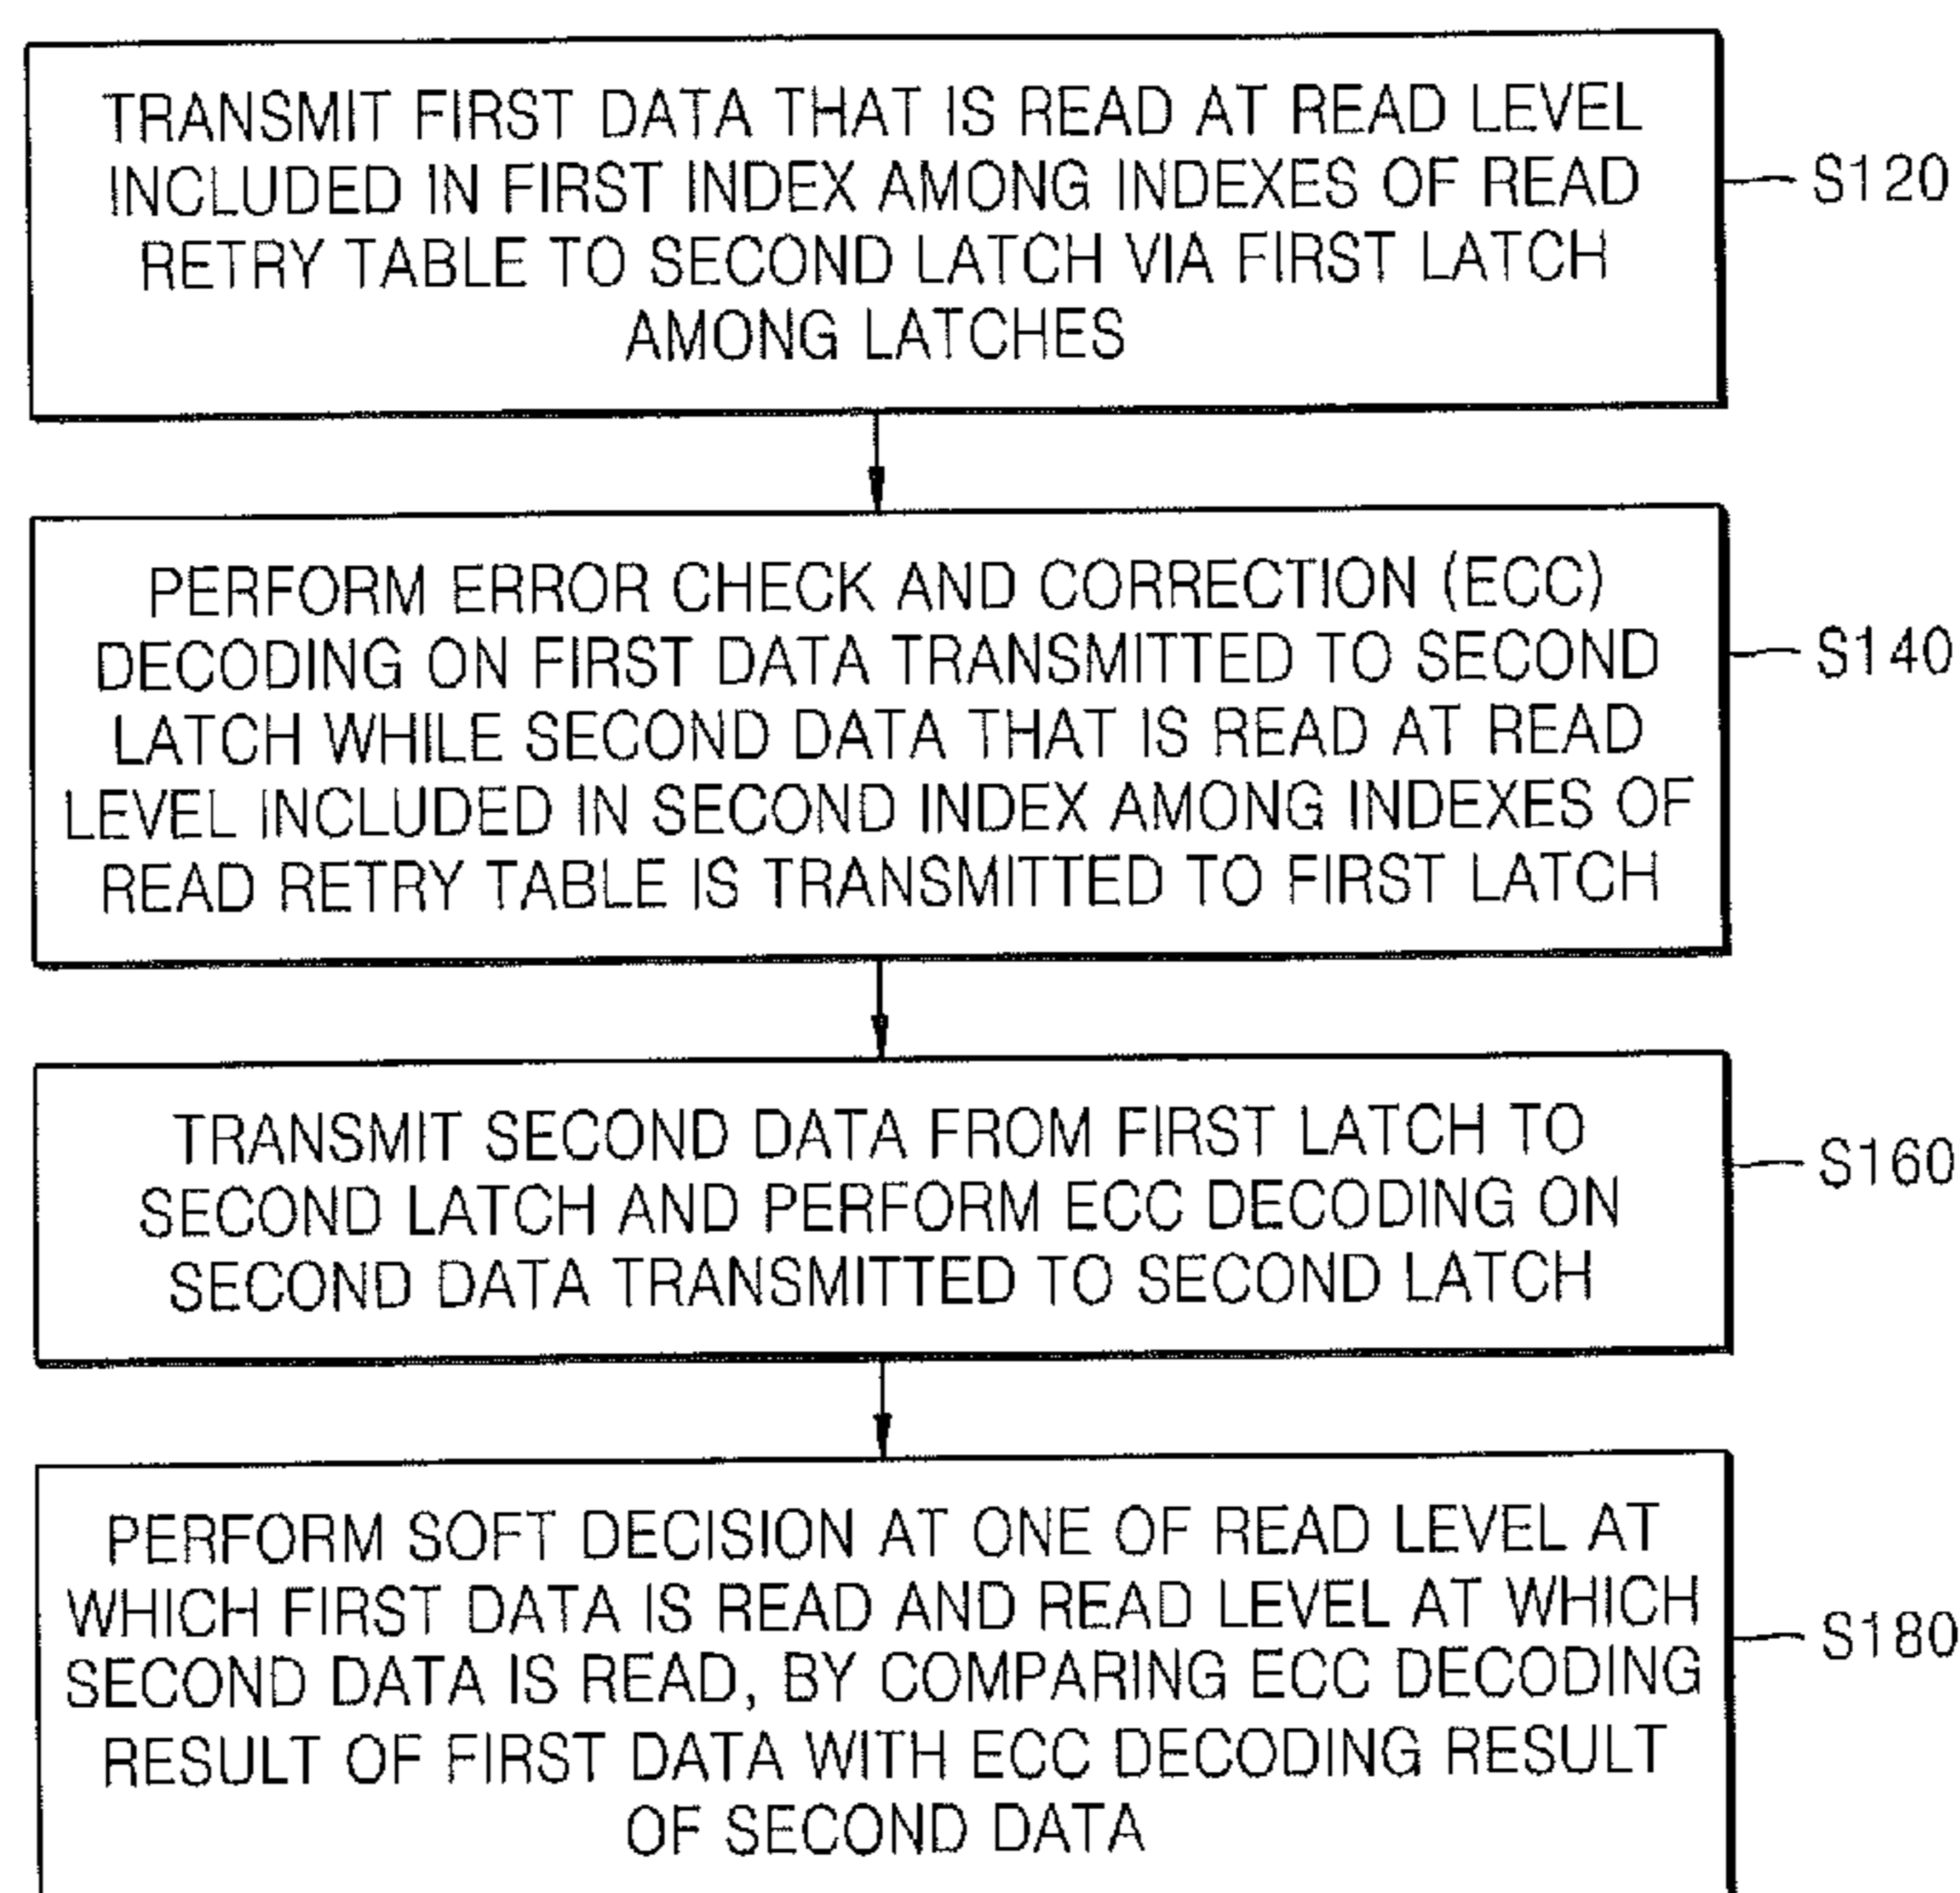 TRANSMIT FIRST DATA THAT IS READ AT READ LEVEL
INCLUDED IN FIRST INDEX AMONG INDEXES OF READ
RETRY TABLE TO SECOND LATCH VIA FIRST LATCH
AMONG LATCHES
S120
PERFORM ERROR CHECK AND CORRECTION (ECC)
DECODING ON FIRST DATA TRANSMITTED TO SECOND
LATCH WHILE SECOND DATA THAT IS READ AT READ
LEVEL INCLUDED IN SECOND INDEX AMONG INDEXES OF
READ RETRY TABLE IS TRANSMITTED TO FIRST LATCH
S140
TRANSMIT SECOND DATA FROM FIRST LATCH TO
SECOND LATCH AND PERFORM ECC DECODING ON
SECOND DATA TRANSMITTED TO SECOND LATCH
S160
PERFORM SOFT DECISION AT ONE OF READ LEVEL AT
WHICH FIRST DATA IS READ AND READ LEVEL AT WHICH
SECOND DATA IS READ, BY COMPARING ECC DECODING
RESULT OF FIRST DATA WITH ECC DECODING RESULT
OF SECOND DATA
S180